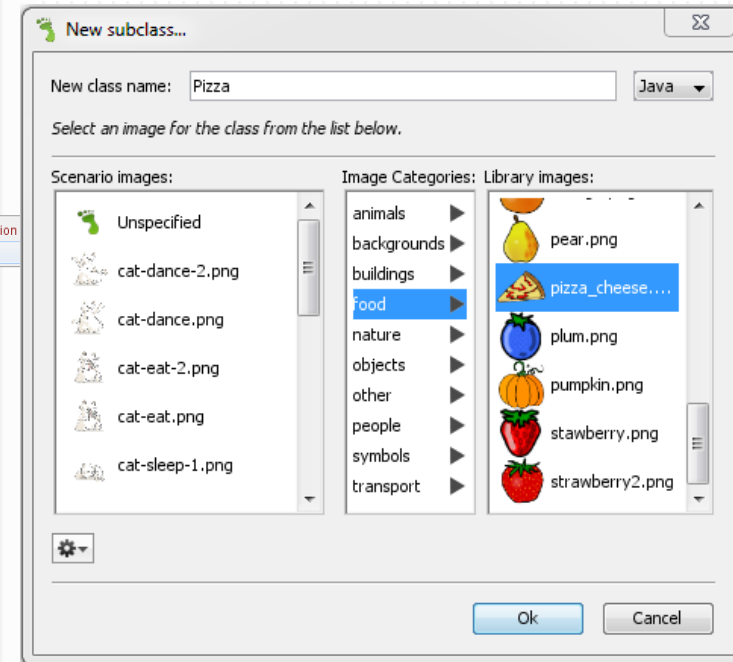 New subclass...
New class name: Pizza Java
Select an image for the class from the list below.
Scenario images:
Unspecified
cat-dance-2.png
cat-dance.png
cat-eat-2.png
cat-eat.png
cat-sleep-1.png
Image Categories:
animals
backgrounds
buildings
food
nature
objects
other
people
symbols
transport
Library images:
pear.png
pizza_cheese....
plum.png
pumpkin.png
stawberry.png
strawberry2.png
Ok Cancel
ion